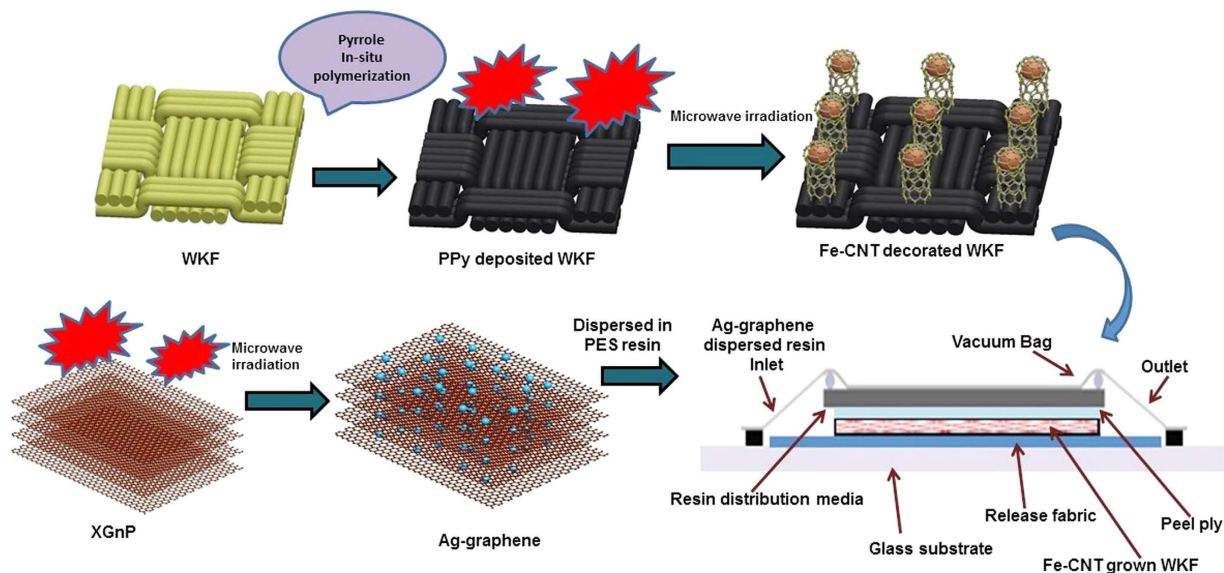 Pyrrole
In-situ
polymerization
Microwave irradiation
WKF
PPy deposited WKF
Fe-CNT decorated WKF
Microwave
irradiation
Dispersed in
PES resin
Ag-graphene
dispersed resin
Inlet
Vacuum Bag
Outlet
XGnP
Ag-graphene
Resin distribution media
Release fabric
Peel ply
Glass substrate
Fe-CNT grown WKF